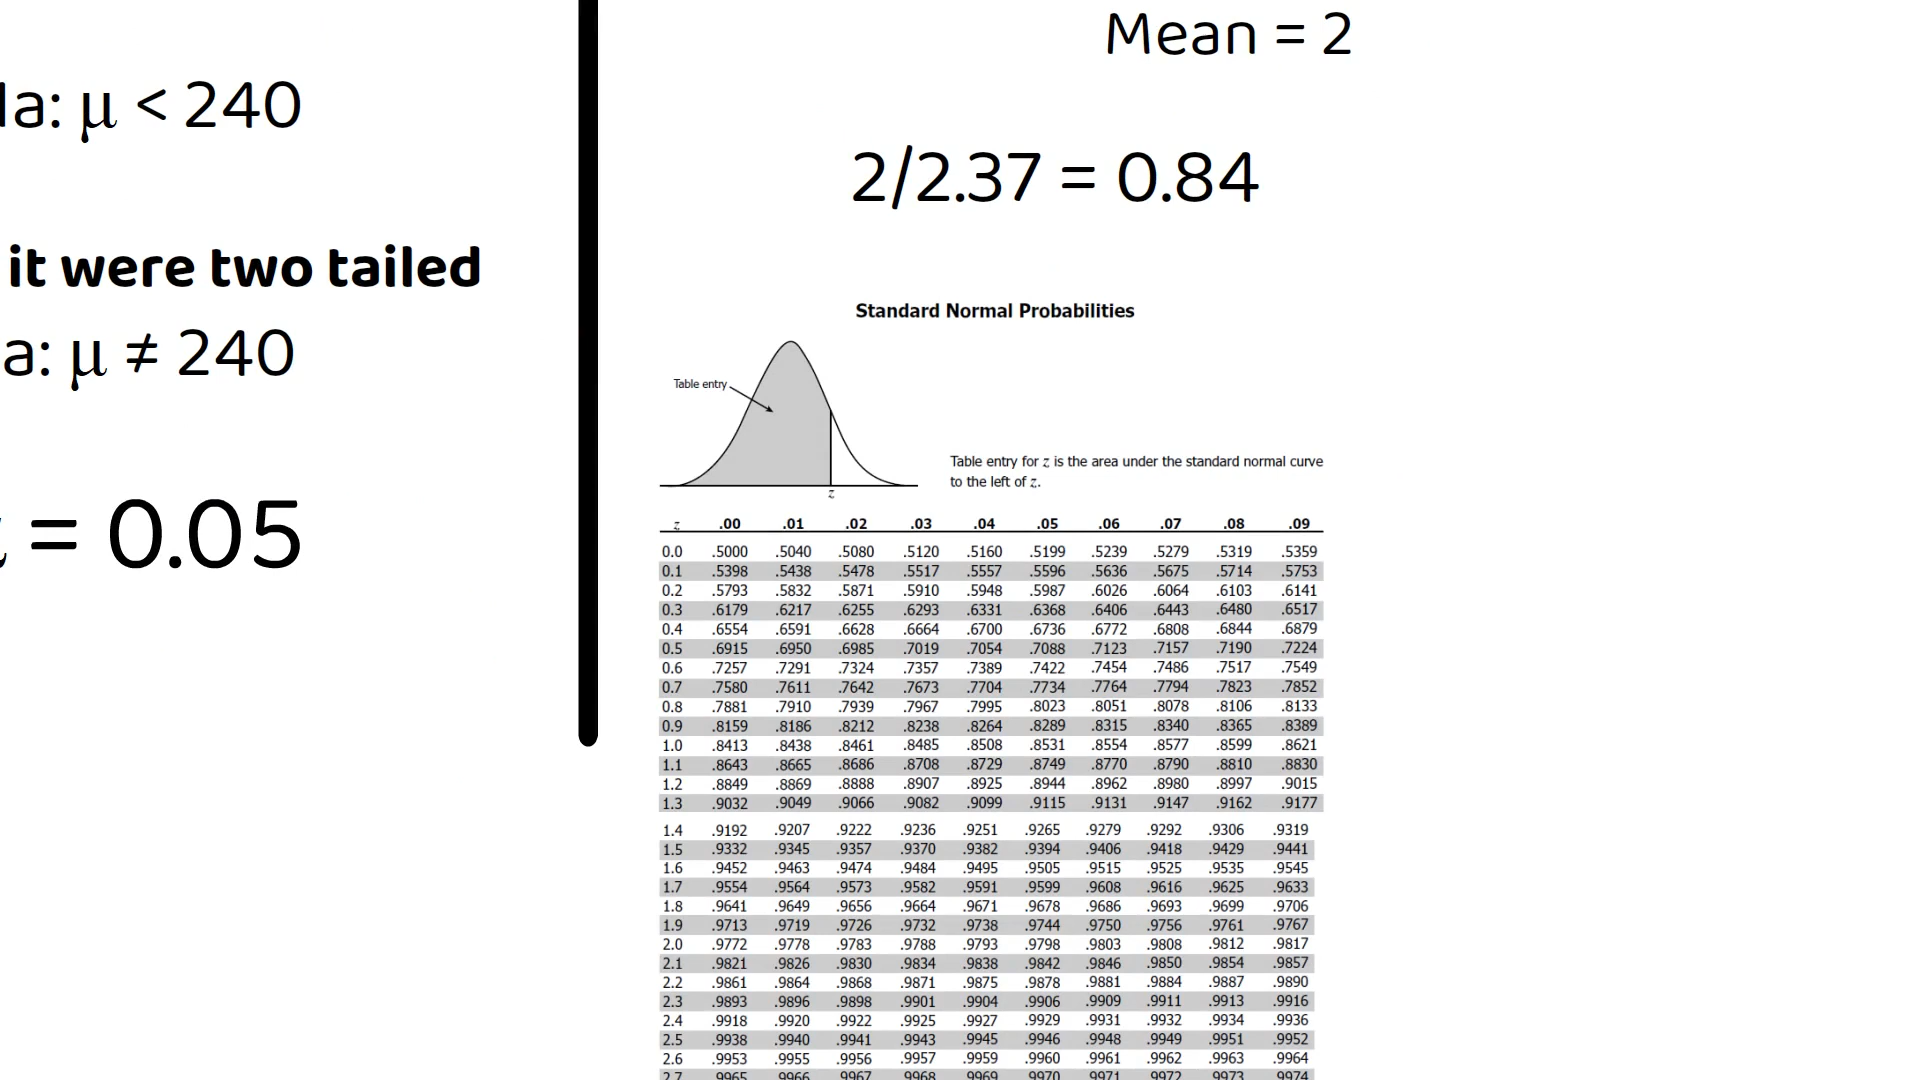 a: μ < 240
it were two tailed
a: μ ≠ 240
= 0.05
Mean = 2
2/2.37 = 0.84
Standard Normal Probabilities
Table entry
z
Table entry for z is the area under the standard normal curve
to the left of z.
z .00 .01 .02 .03 .04 .05 .06 .07 .08 .09
0.0 .5000 .5040 .5080 .5120 .5160 .5199 .5239 .5279 .5319 .5359
0.1 .5398 .5438 .5478 .5517 .5557 .5596 .5636 .5675 .5714 .5753
0.2 .5793 .5832 .5871 .5910 .5948 .5987 .6026 .6064 .6103 .6141
0.3 .6179 .6217 .6255 .6293 .6331 .6368 .6406 .6443 .6480 .6517
0.4 .6554 .6591 .6628 .6664 .6700 .6736 .6772 .6808 .6844 .6879
0.5 .6915 .6950 .6985 .7019 .7054 .7088 .7123 .7157 .7190 .7224
0.6 .7257 .7291 .7324 .7357 .7389 .7422 .7454 .7486 .7517 .7549
0.7 .7580 .7611 .7642 .7673 .7704 .7734 .7764 .7794 .7823 .7852
0.8 .7881 .7910 .7939 .7967 .7995 .8023 .8051 .8078 .8106 .8133
0.9 .8159 .8186 .8212 .8238 .8264 .8289 .8315 .8340 .8365 .8389
1.0 .8413 .8438 .8461 .8485 .8508 .8531 .8554 .8577 .8599 .8621
1.1 .8643 .8665 .8686 .8708 .8729 .8749 .8770 .8790 .8810 .8830
1.2 .8849 .8869 .8888 .8907 .8925 .8944 .8962 .8980 .8997 .9015
1.3 .9032 .9049 .9066 .9082 .9099 .9115 .9131 .9147 .9162 .9177
1.4 .9192 .9207 .9222 .9236 .9251 .9265 .9279 .9292 .9306 .9319
1.5 .9332 .9345 .9357 .9370 .9382 .9394 .9406 .9418 .9429 .9441
1.6 .9452 .9463 .9474 .9484 .9495 .9505 .9515 .9525 .9535 .9545
1.7 .9554 .9564 .9573 .9582 .9591 .9599 .9608 .9616 .9625 .9633
1.8 .9641 .9649 .9656 .9664 .9671 .9678 .9686 .9693 .9699 .9706
1.9 .9713 .9719 .9726 .9732 .9738 .9744 .9750 .9756 .9761 .9767
2.0 .9772 .9778 .9783 .9788 .9793 .9798 .9803 .9808 .9812 .9817
2.1 .9821 .9826 .9830 .9834 .9838 .9842 .9846 .9850 .9854 .9857
2.2 .9861 .9864 .9868 .9871 .9875 .9878 .9881 .9884 .9887 .9890
2.3 .9893 .9896 .9898 .9901 .9904 .9906 .9909 .9911 .9913 .9916
2.4 .9918 .9920 .9922 .9925 .9927 .9929 .9931 .9932 .9934 .9936
2.5 .9938 .9940 .9941 .9943 .9945 .9946 .9948 .9949 .9951 .9952
2.6 .9953 .9955 .9956 .9957 .9959 .9960 .9961 .9962 .9963 .9964
2.7 .9965 .9966 .9967 .9968 .9969 .9970 .9971 .9972 .9973 .9974